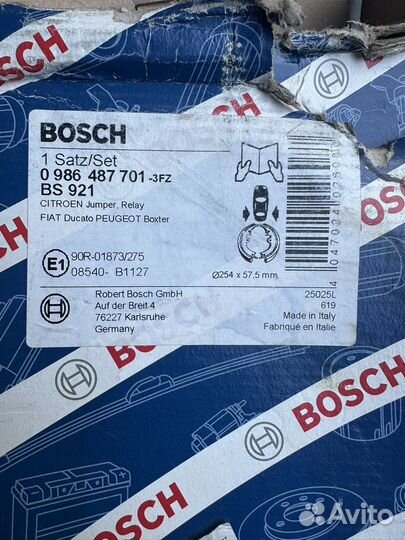 BOSCH
BOSCH
BOSCH
1 Satz/Set
0 986 487 701-3FZ
BS 921
CITROEN Jumper, Relay
FIAT Ducato PEUGEOT Boxter
E1
90R-01873/275
08540- B1127
Ø254 x 57,5 mm
Robert Bosch GmbH
Auf der Breit 4
76227 Karlsruhe
Germany
25025L
619
Made in Italy
Fabriqué en Italie
BOSCH
BOSCH
Avito